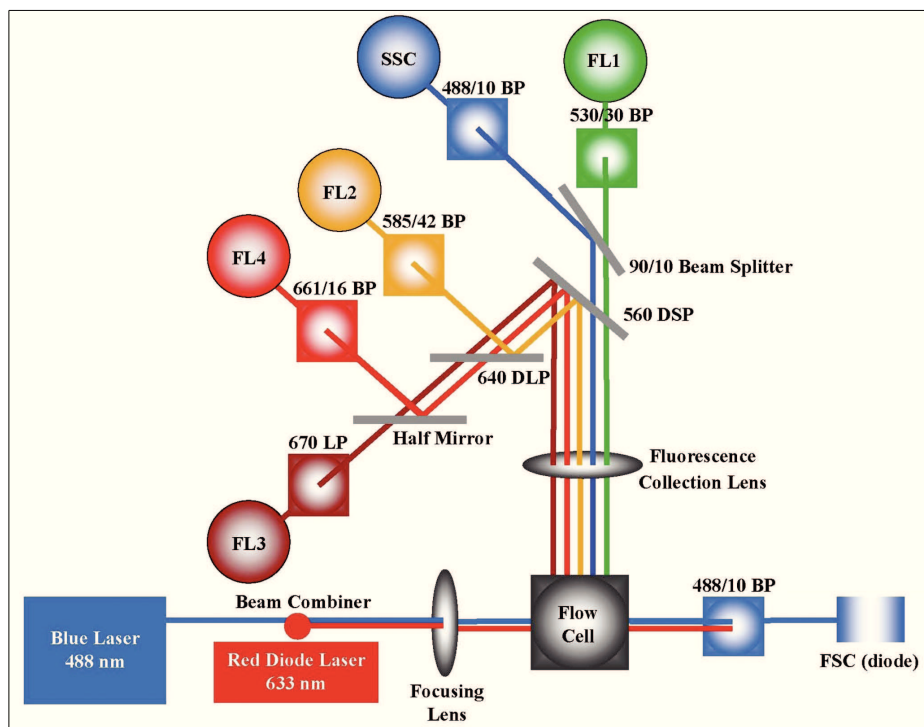 SSC
FL1
488/10 BP
530/30 BP
FL2
585/42 BP
90/10 Beam Splitter
FL4
661/16 BP
560 DSP
640 DLP
Half Mirror
670 LP
Fluorescence
Collection Lens
FL3
Beam Combiner
488/10 BP
Blue Laser
488 nm
Flow
Cell
Red Diode Laser
633 nm
FSC (diode)
Focusing
Lens